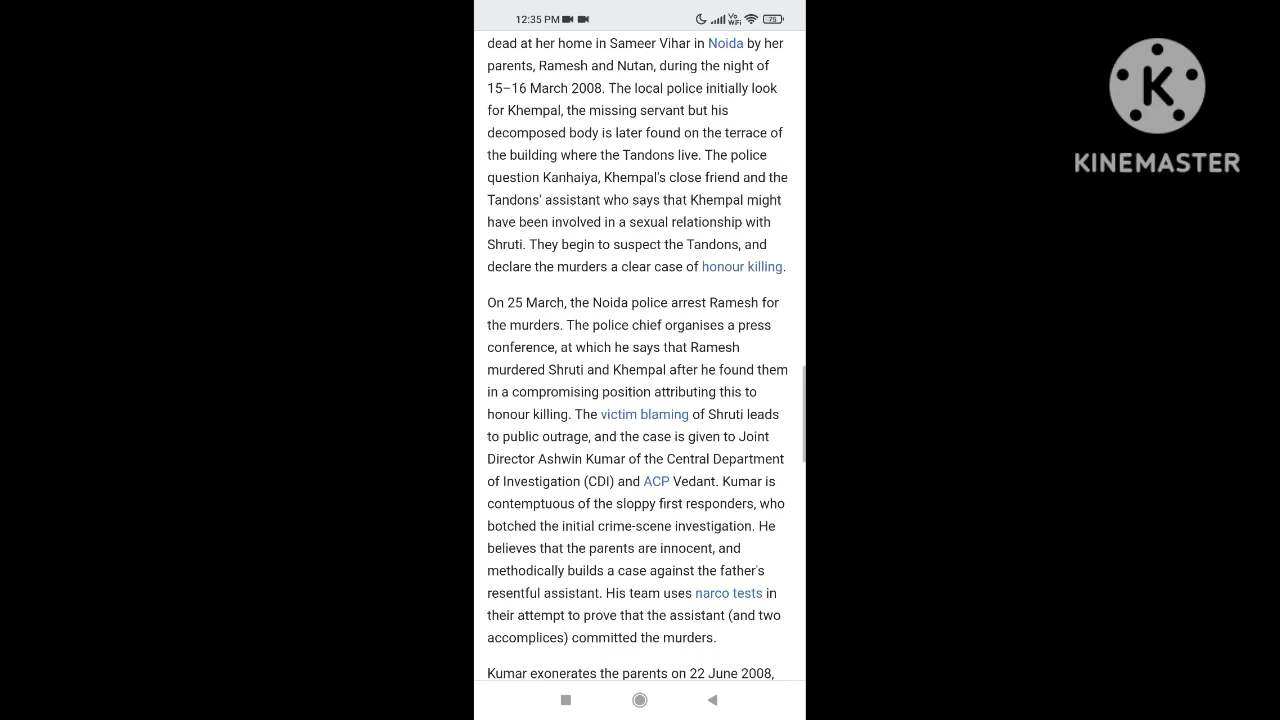 12:35 PM
Vo
WiFi
75
dead at her home in Sameer Vihar in Noida by her
parents, Ramesh and Nutan, during the night of
15–16 March 2008. The local police initially look
for Khempal, the missing servant but his
decomposed body is later found on the terrace of
the building where the Tandons live. The police
question Kanhaiya, Khempal's close friend and the
Tandons' assistant who says that Khempal might
have been involved in a sexual relationship with
Shruti. They begin to suspect the Tandons, and
declare the murders a clear case of honour killing.
On 25 March, the Noida police arrest Ramesh for
the murders. The police chief organises a press
conference, at which he says that Ramesh
murdered Shruti and Khempal after he found them
in a compromising position attributing this to
honour killing. The victim blaming of Shruti leads
to public outrage, and the case is given to Joint
Director Ashwin Kumar of the Central Department
of Investigation (CDI) and ACP Vedant. Kumar is
contemptuous of the sloppy first responders, who
botched the initial crime-scene investigation. He
believes that the parents are innocent, and
methodically builds a case against the father's
resentful assistant. His team uses narco tests in
their attempt to prove that the assistant (and two
accomplices) committed the murders.
Kumar exonerates the parents on 22 June 2008,
K
KINEMASTER